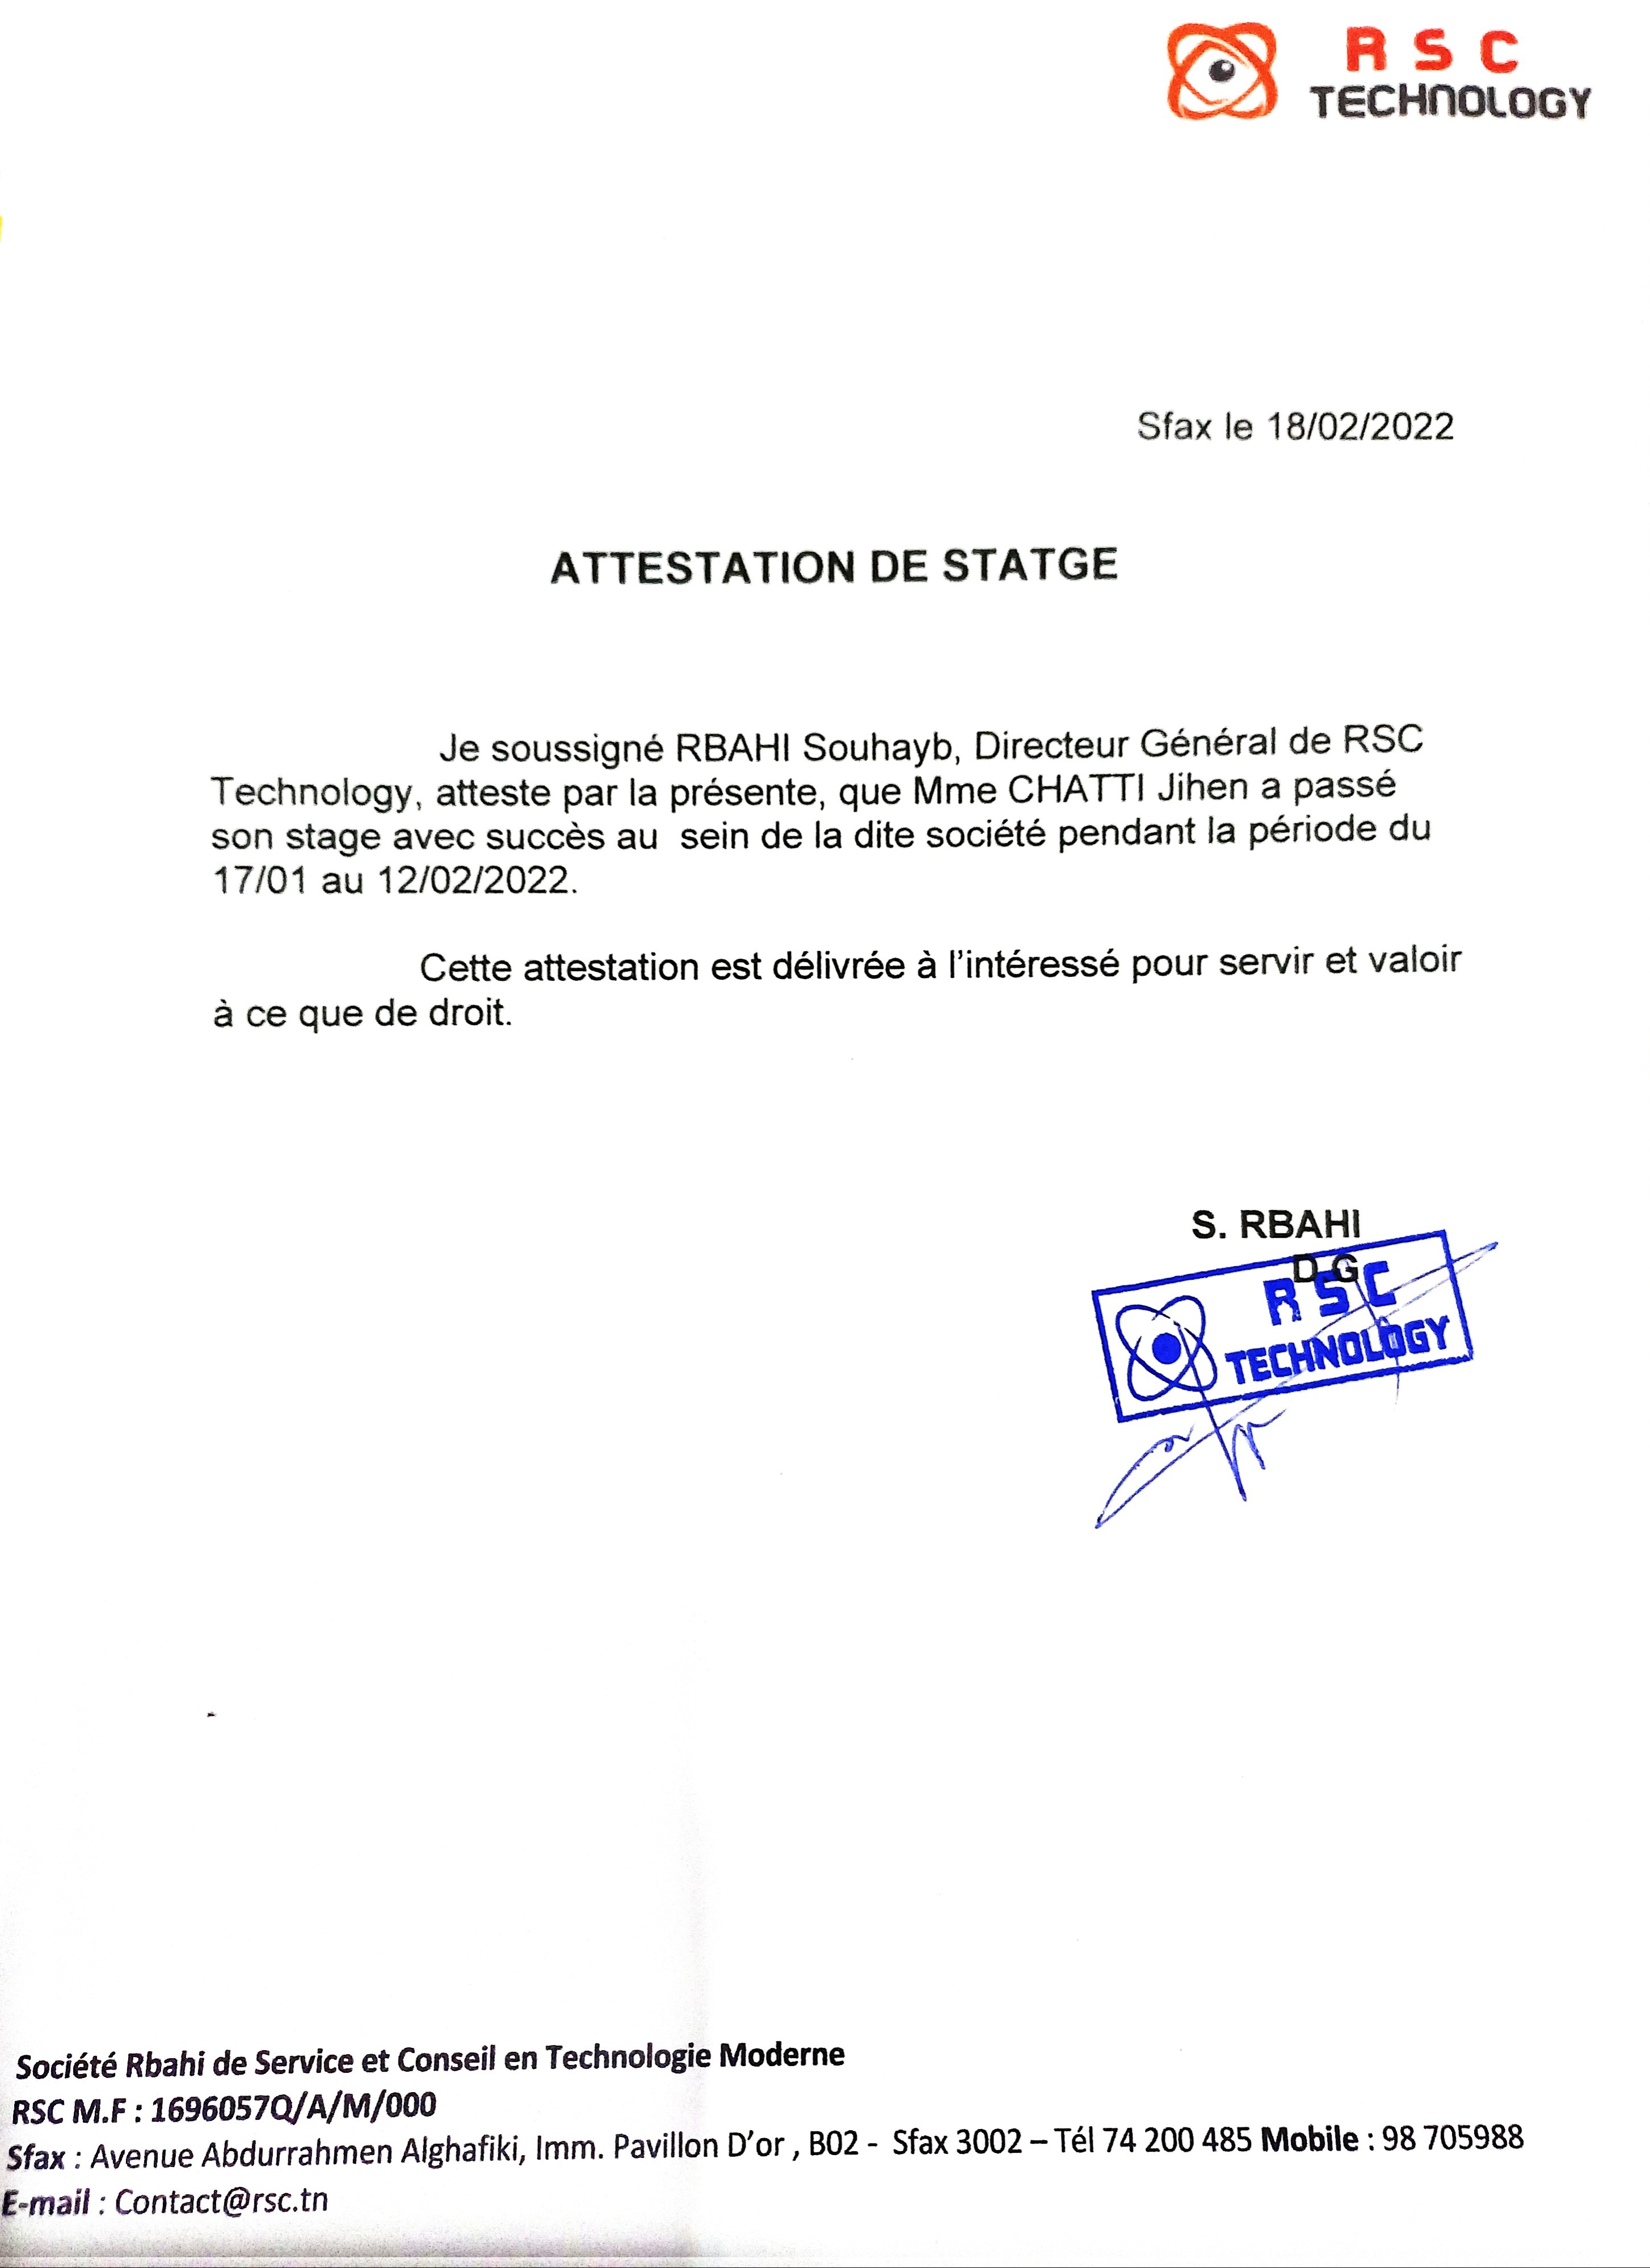 R S C
TECHNOLOGY
Sfax le 18/02/2022
ATTESTATION DE STATGE
Je soussigné RBAHI Souhayb, Directeur Général de RSC
Technology, atteste par la présente, que Mme CHATTI Jihen a passé
son stage avec succès au sein de la dite société pendant la période du
17/01 au 12/02/2022.
Cette attestation est délivrée à l'intéressé pour servir et valoir
à ce que de droit.
S. RBAHI
D G
R S C
TECHNOLOGY
Société Rbahi de Service et Conseil en Technologie Moderne
RSC M.F : 1696057Q/A/M/000
Sfax : Avenue Abdurrahmen Alghafiki, Imm. Pavillon D'or , B02 - Sfax 3002 – Tél 74 200 485 Mobile : 98 705988
E-mail : Contact@rsc.tn